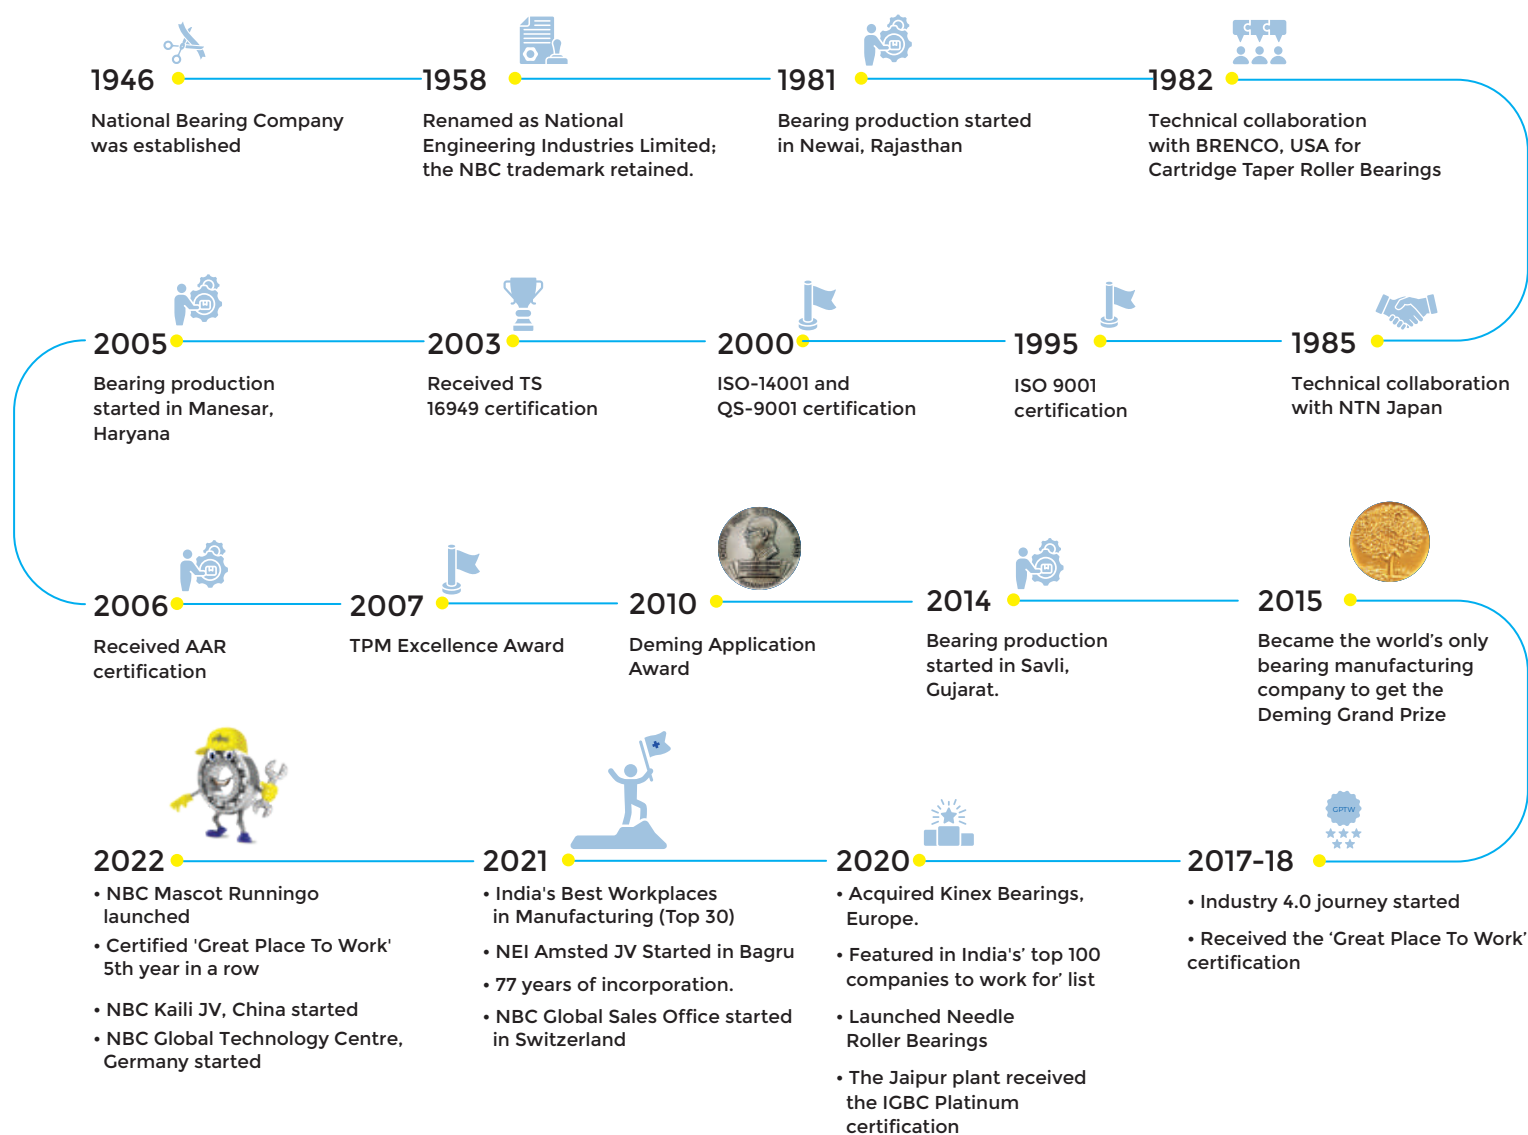 1946
National Bearing Company
was established
1958
Renamed as National
Engineering Industries Limited;
the NBC trademark retained.
1981
Bearing production started
in Newai, Rajasthan
1982
Technical collaboration
with BRENCO, USA for
Cartridge Taper Roller Bearings
1985
Technical collaboration
with NTN Japan
1995
ISO 9001
certification
2000
ISO-14001 and
QS-9001 certification
2003
Received TS
16949 certification
2005
Bearing production
started in Manesar,
Haryana
2006
Received AAR
certification
2007
TPM Excellence Award
2010
Deming Application
Award
2014
Bearing production
started in Savli,
Gujarat.
2015
Became the world’s only
bearing manufacturing
company to get the
Deming Grand Prize
GPTW
2017-18
• Industry 4.0 journey started
• Received the ‘Great Place To Work’
certification
2020
• Acquired Kinex Bearings,
Europe.
• Featured in India's’ top 100
companies to work for’ list
• Launched Needle
Roller Bearings
• The Jaipur plant received
the IGBC Platinum
certification
2021
• India's Best Workplaces
in Manufacturing (Top 30)
• NEI Amsted JV Started in Bagru
• 77 years of incorporation.
• NBC Global Sales Office started
in Switzerland
2022
• NBC Mascot Runningo
launched
• Certified 'Great Place To Work'
5th year in a row
• NBC Kaili JV, China started
• NBC Global Technology Centre,
Germany started